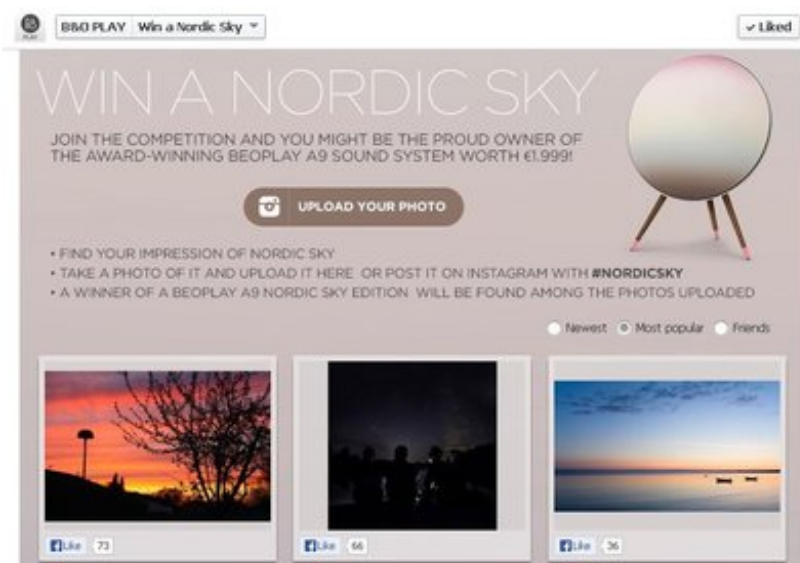 B&O PLAY Win a Nordic Sky
Liked
WIN A NORDIC SKY
JOIN THE COMPETITION AND YOU MIGHT BE THE PROUD OWNER OF
THE AWARD-WINNING BEOPLAY A9 SOUND SYSTEM WORTH €1.999!
UPLOAD YOUR PHOTO
• FIND YOUR IMPRESSION OF NORDIC SKY
• TAKE A PHOTO OF IT AND UPLOAD IT HERE OR POST IT ON INSTAGRAM WITH #NORDICSKY
• A WINNER OF A BEOPLAY A9 NORDIC SKY EDITION WILL BE FOUND AMONG THE PHOTOS UPLOADED
Newest Most popular Friends
Like 73
Like 66
Like 36